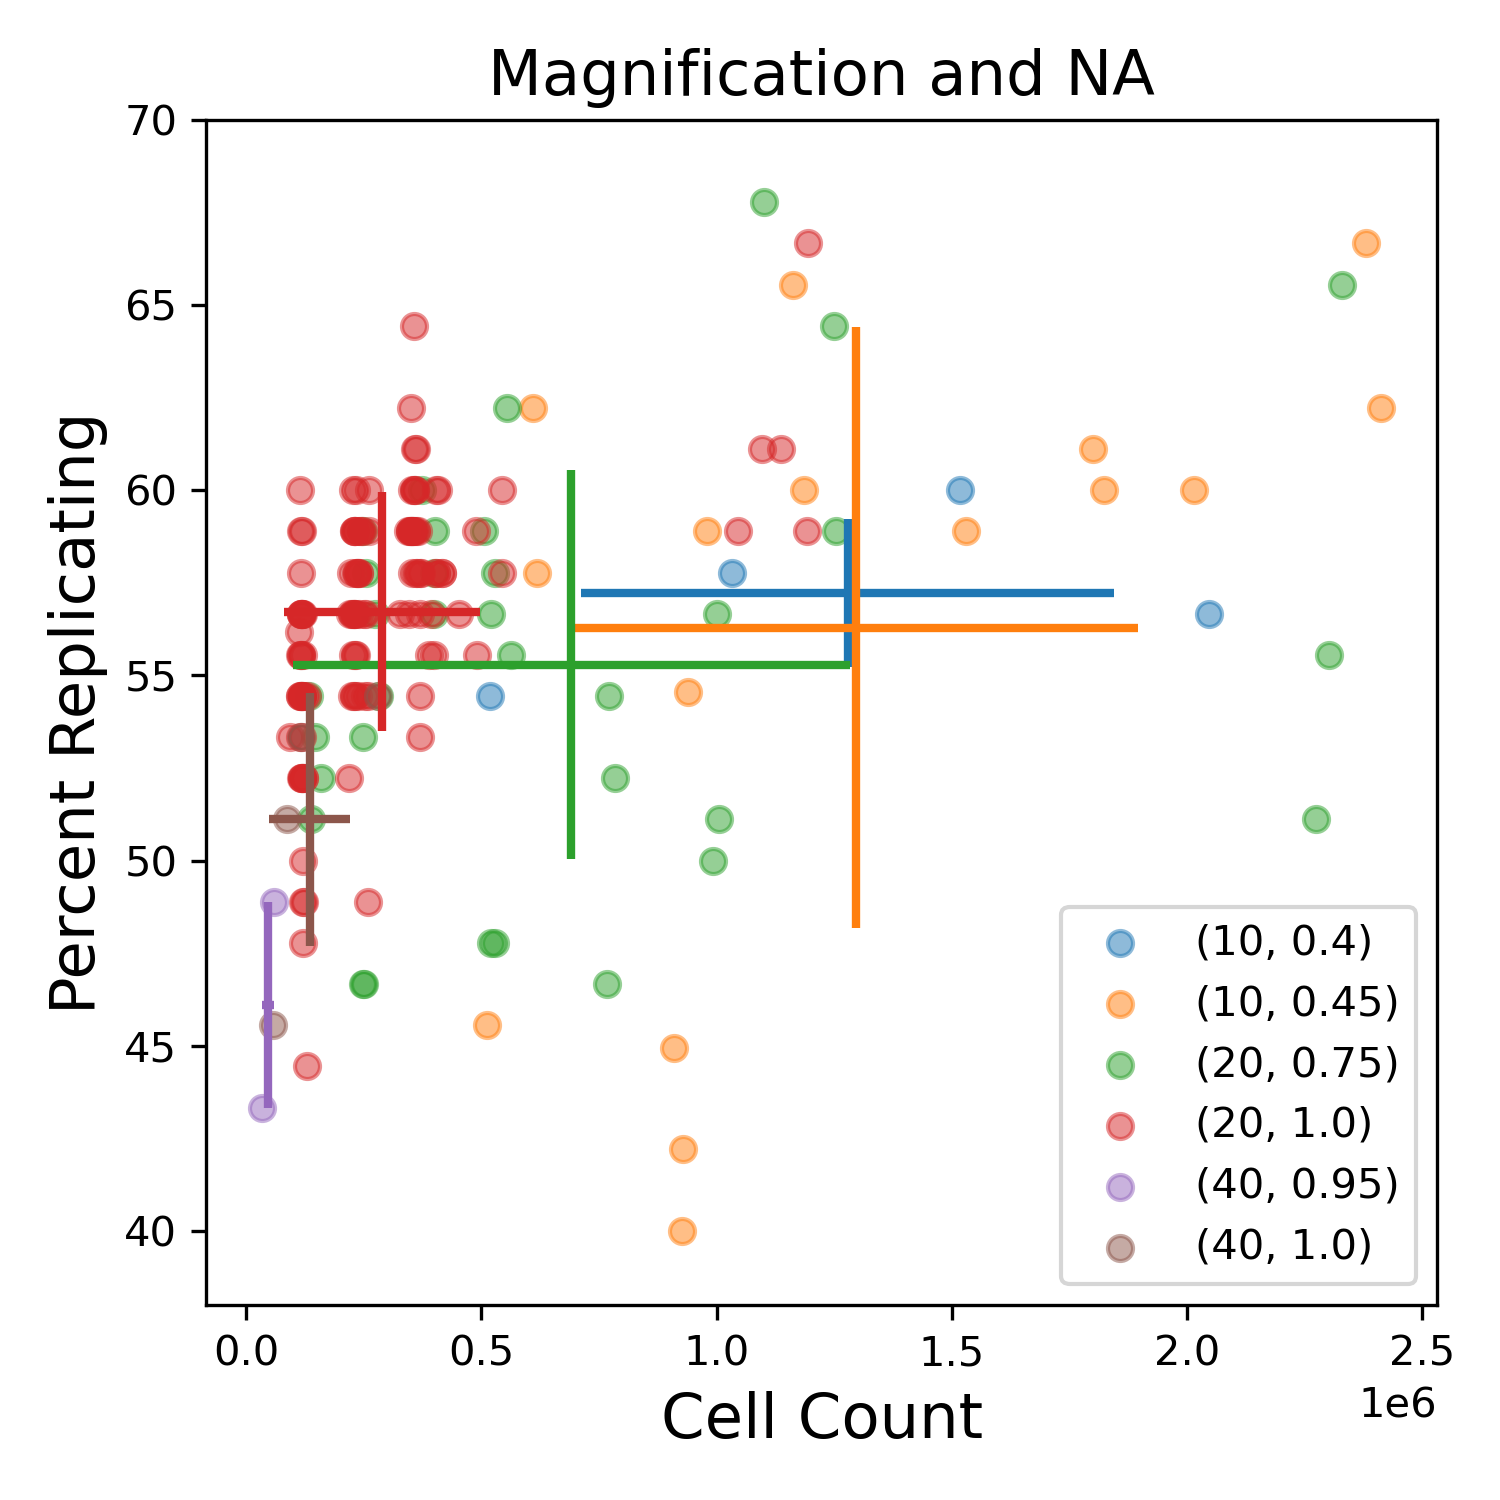 Magnification and NA
70
65
60
55
50
45
40
Percent Replicating
(10, 0.4)
(10, 0.45)
(20, 0.75)
(20, 1.0)
(40, 0.95)
(40, 1.0)
0.0 0.5 1.0 1.5 2.0 2.5
1e6
Cell Count